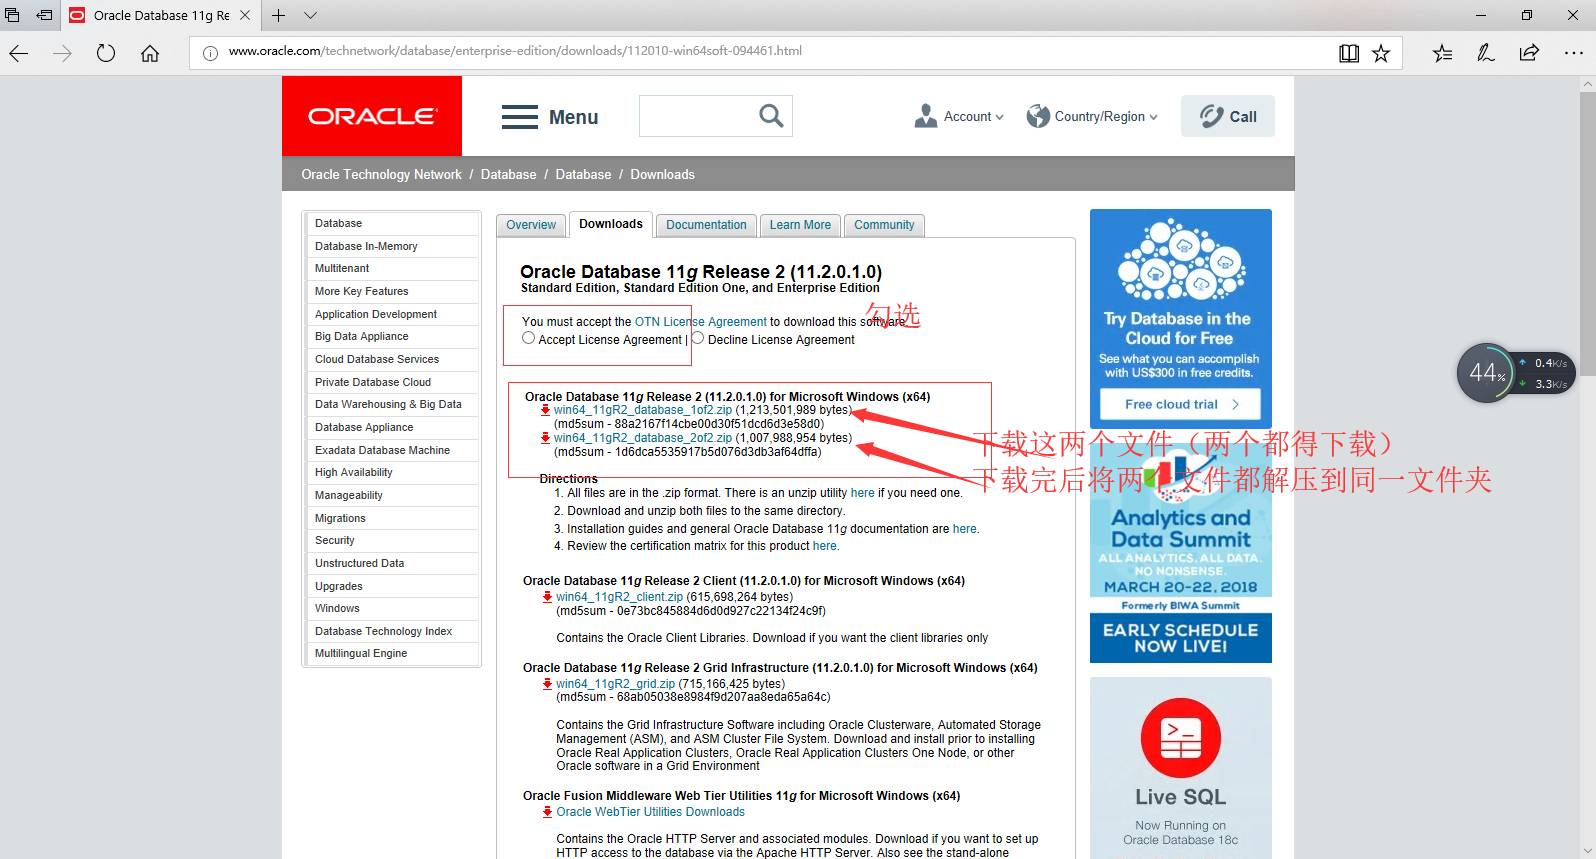 Oracle Database 11g Re
www.oracle.com/technetwork/database/enterprise-edition/downloads/112010-win64soft-094461.html
ORACLE
Menu
Account
Country/Region
Call
Oracle Technology Network / Database / Database / Downloads
Database
Database In-Memory
Multitenant
More Key Features
Application Development
Big Data Appliance
Cloud Database Services
Private Database Cloud
Data Warehousing & Big Data
Database Appliance
Exadata Database Machine
High Availability
Manageability
Migrations
Security
Unstructured Data
Upgrades
Windows
Database Technology Index
Multilingual Engine
Overview
Downloads
Documentation
Learn More
Community
Oracle Database 11g Release 2 (11.2.0.1.0)
Standard Edition, Standard Edition One, and Enterprise Edition
勾选
You must accept the OTN License Agreement to download this software.
Accept License Agreement | Decline License Agreement
Oracle Database 11g Release 2 (11.2.0.1.0) for Microsoft Windows (x64)
win64_11gR2_database_1of2.zip (1,213,501,989 bytes)
(md5sum - 88a2167f14cbe00d30f51dcd6d3e58d0)
win64_11gR2_database_2of2.zip (1,007,988,954 bytes)
(md5sum - 1d6dca5535917b5d076d3db3af64dffa)
下载这两个文件（两个都得下载）
下载完后将两个文件都解压到同一文件夹
Directions
1. All files are in the .zip format. There is an unzip utility here if you need one.
2. Download and unzip both files to the same directory.
3. Installation guides and general Oracle Database 11g documentation are here.
4. Review the certification matrix for this product here.
Oracle Database 11g Release 2 Client (11.2.0.1.0) for Microsoft Windows (x64)
win64_11gR2_client.zip (615,698,264 bytes)
(md5sum - 0e73bc845884d6d0d927c22134f24c9f)
Contains the Oracle Client Libraries. Download if you want the client libraries only
Oracle Database 11g Release 2 Grid Infrastructure (11.2.0.1.0) for Microsoft Windows (x64)
win64_11gR2_grid.zip (715,166,425 bytes)
(md5sum - 68ab05038e8984f9d207aa8eda65a64c)
Contains the Grid Infrastructure Software including Oracle Clusterware, Automated Storage
Management (ASM), and ASM Cluster File System. Download and install prior to installing
Oracle Real Application Clusters, Oracle Real Application Clusters One Node, or other
Oracle software in a Grid Environment
Oracle Fusion Middleware Web Tier Utilities 11g for Microsoft Windows (x64)
Oracle WebTier Utilities Downloads
Contains the Oracle HTTP Server and associated modules. Download if you want to set up
HTTP access to the database via the Apache HTTP Server. Also see the stand-alone
Try Database in the
Cloud for Free
See what you can accomplish
with US$300 in free credits.
Free cloud trial
Analytics and
Data Summit
ALL ANALYTICS. ALL DATA.
NO NONSENSE.
MARCH 20-22, 2018
Formerly BIWA Summit
EARLY SCHEDULE
NOW LIVE!
Live SQL
Now Running on
Oracle Database 18c
44%
0.4K/s
3.3K/s